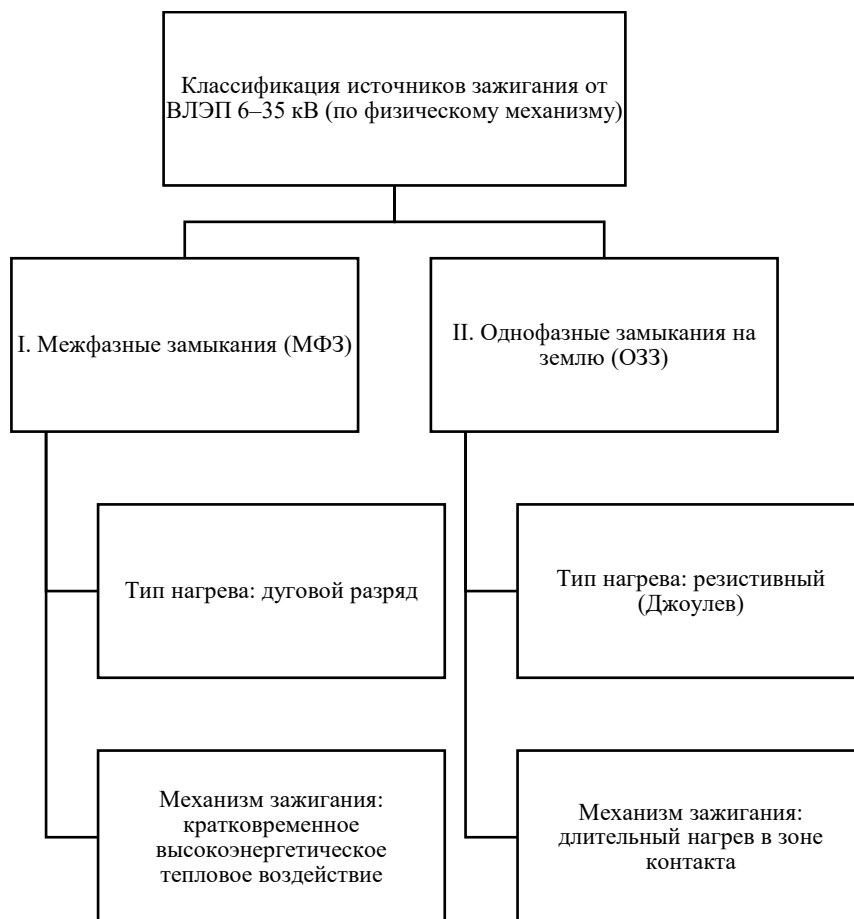 Классификация источников зажигания от
ВЛЭП 6–35 кВ (по физическому механизму)
I. Межфазные замыкания (МФЗ)
II. Однофазные замыкания на
землю (ОЗЗ)
Тип нагрева: дуговой разряд
Тип нагрева: резистивный
(Джоулев)
Механизм зажигания:
кратковременное
высокоэнергетическое
тепловое воздействие
Механизм зажигания:
длительный нагрев в зоне
контакта